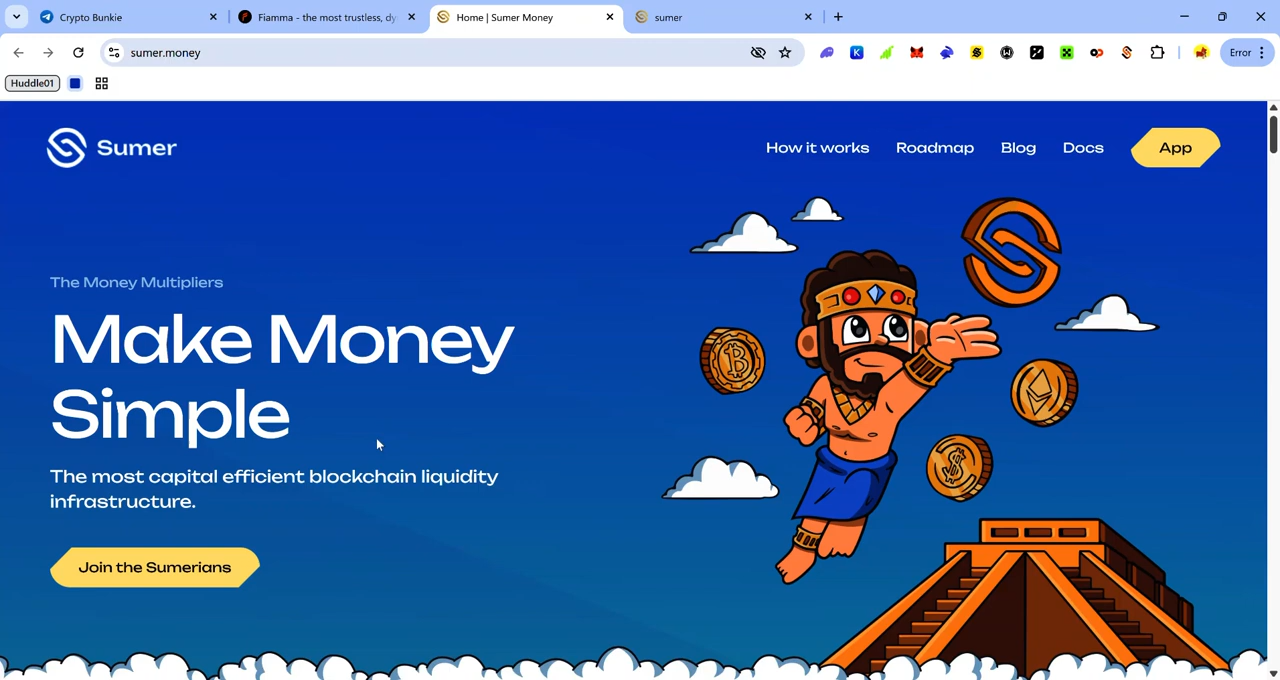 Crypto Bunkie
Fiamma - the most trustless, dy
Home | Sumer Money
sumer
sumer.money
Error
Huddle01
Sumer
How it works
Roadmap
Blog
Docs
App
The Money Multipliers
Make Money
Simple
The most capital efficient blockchain liquidity
infrastructure.
Join the Sumerians